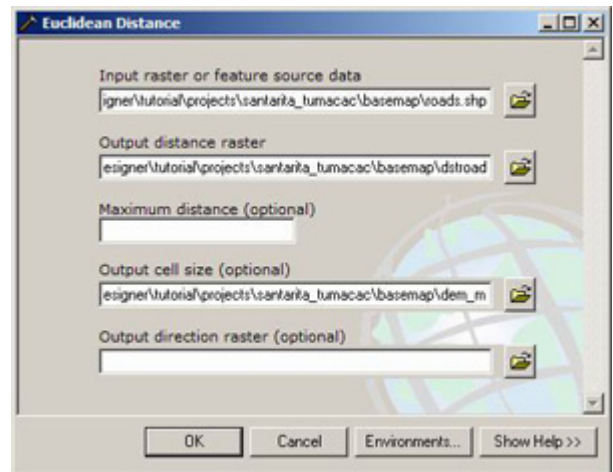 Euclidean Distance
Input raster or feature source data
igner\tutorial\projects\santarita_tumacac\basemap\roads.shp
Output distance raster
esigner\tutorial\projects\santarita_tumacac\basemap\dstroad
Maximum distance (optional)
Output cell size (optional)
esigner\tutorial\projects\santarita_tumacac\basemap\dem_m
Output direction raster (optional)
OK Cancel Environments... Show Help >>